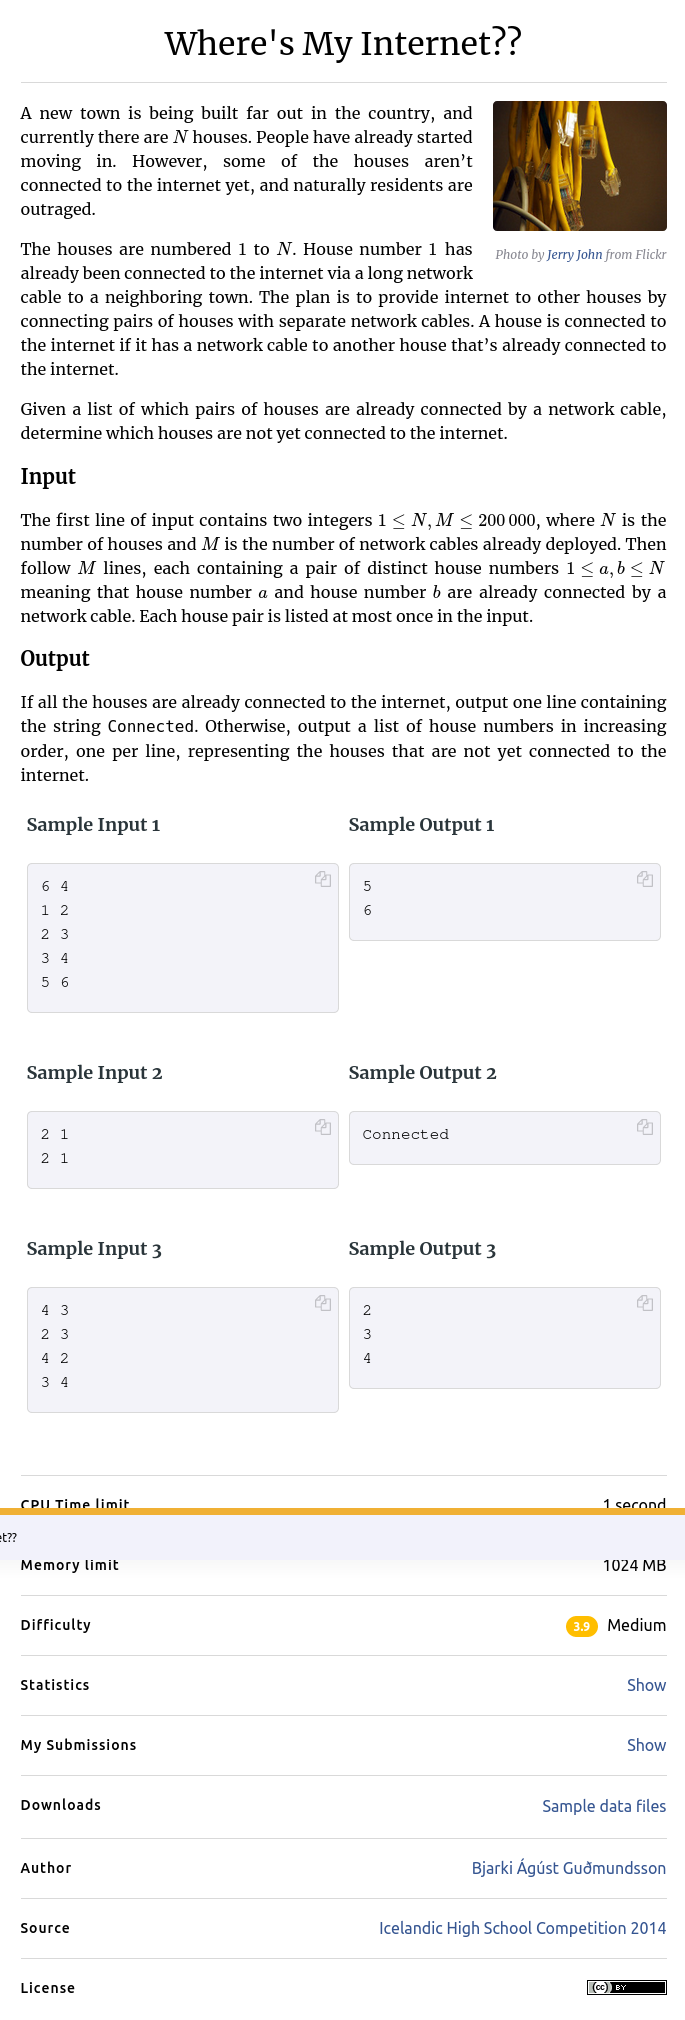 Where's My Internet??
A new town is being built far out in the country, and
currently there are N houses. People have already started
moving in. However, some of the houses aren't
connected to the internet yet, and naturally residents are
outraged.
Photo by Jerry John from Flickr
The houses are numbered 1 to N. House number 1 has
already been connected to the internet via a long network
cable to a neighboring town. The plan is to provide internet to other houses by
connecting pairs of houses with separate network cables. A house is connected to
the internet if it has a network cable to another house that's already connected to
the internet.
Given a list of which pairs of houses are already connected by a network cable,
determine which houses are not yet connected to the internet.
Input
The first line of input contains two integers 1 ≤ N, M ≤ 200 000, where N is the
number of houses and M is the number of network cables already deployed. Then
follow M lines, each containing a pair of distinct house numbers 1 ≤ a, b ≤ N
meaning that house number a and house number b are already connected by a
network cable. Each house pair is listed at most once in the input.
Output
If all the houses are already connected to the internet, output one line containing
the string Connected. Otherwise, output a list of house numbers in increasing
order, one per line, representing the houses that are not yet connected to the
internet.
Sample Input 1
6 4
1 2
2 3
3 4
5 6
Sample Output 1
5
6
Sample Input 2
2 1
2 1
Sample Output 2
Connected
Sample Input 3
4 3
2 3
4 2
3 4
Sample Output 3
2
3
4
CPU Time limit 1 second
et??
Memory limit 1024 MB
Difficulty 3.9 Medium
Statistics Show
My Submissions Show
Downloads Sample data files
Author Bjarki Ágúst Guðmundsson
Source Icelandic High School Competition 2014
License (cc) BY